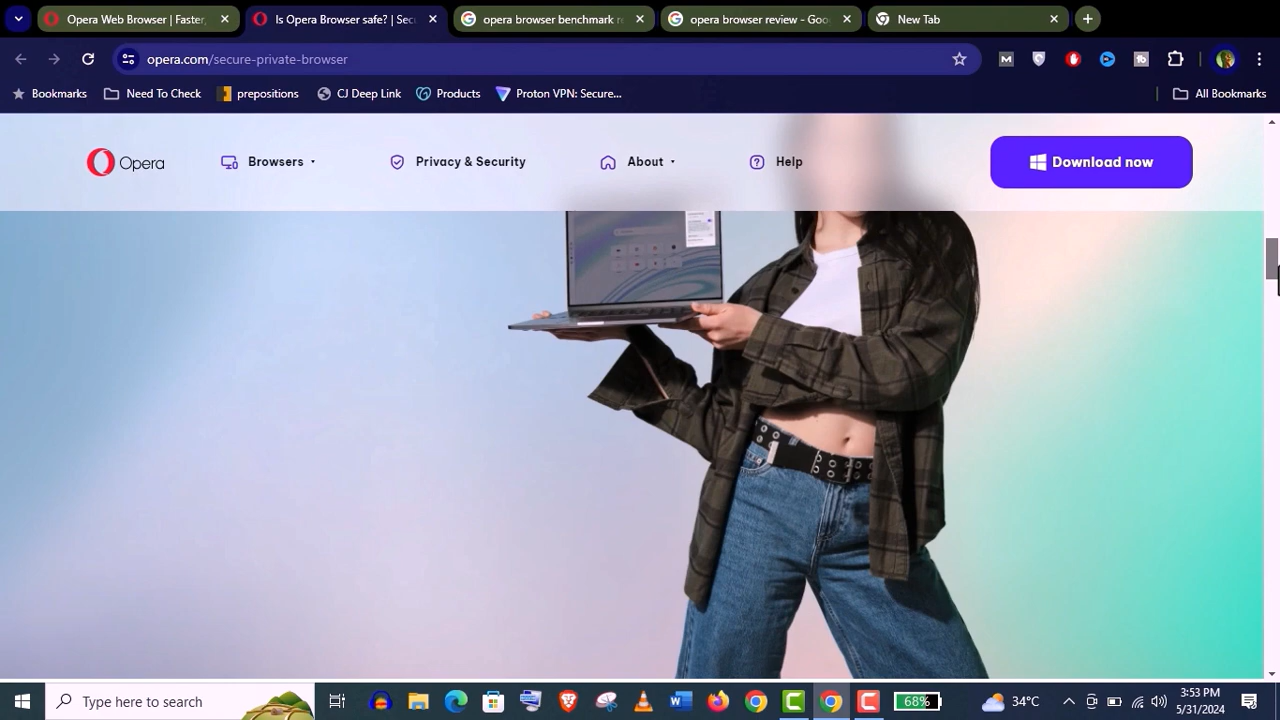 Opera Web Browser | Faster,
Is Opera Browser safe? | Sec
opera browser benchmark re
opera browser review - Goo
New Tab
opera.com/secure-private-browser
Bookmarks
Need To Check
prepositions
CJ Deep Link
Products
Proton VPN: Secure...
All Bookmarks
Opera
Browsers
Privacy & Security
About
Help
Download now
Type here to search
68%
34°C
3:33 PM
5/31/2024